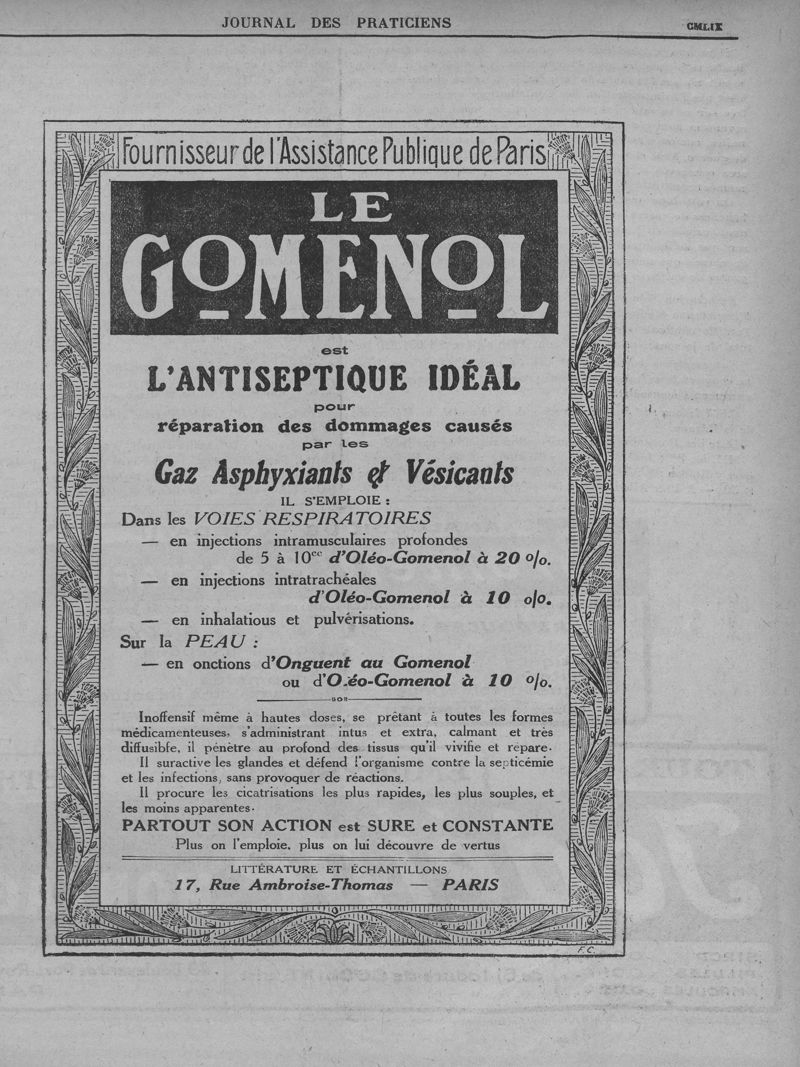 JOURNAL DES PRATICIENS
CMLIX
Fournisseur de l'Assistance Publique de Paris
LE
GOMENOL
est
L'ANTISEPTIQUE IDÉAL
pour
réparation des dommages causés
par les
Gaz Asphyxiants & Vésicants
IL S'EMPLOIE :
Dans les VOIES RESPIRATOIRES
— en injections intramusculaires profondes
de 5 à 10cc d'Oléo-Gomenol à 20 o/o.
— en injections intratrachéales
d'Oléo-Gomenol à 10 o/o.
— en inhalatious et pulvérisations.
Sur la PEAU :
— en onctions d'Onguent au Gomenol
ou d'O.éo-Gomenol à 10 o/o.
Inoffensif même à hautes doses, se prêtant à toutes les formes
médicamenteuses, s'administrant intus et extra, calmant et très
diffusibfe, il pénètre au profond des tissus qu'il vivifie et répare.
Il suractive les glandes et défend l'organisme contre la septicémie
et les infections, sans provoquer de réactions.
Il procure les cicatrisations les plus rapides, les plus souples, et
les moins apparentes.
PARTOUT SON ACTION est SURE et CONSTANTE
Plus on l'emploie, plus on lui découvre de vertus
LITTÉRATURE ET ÉCHANTILLONS
17, Rue Ambroise-Thomas — PARIS
F.C.